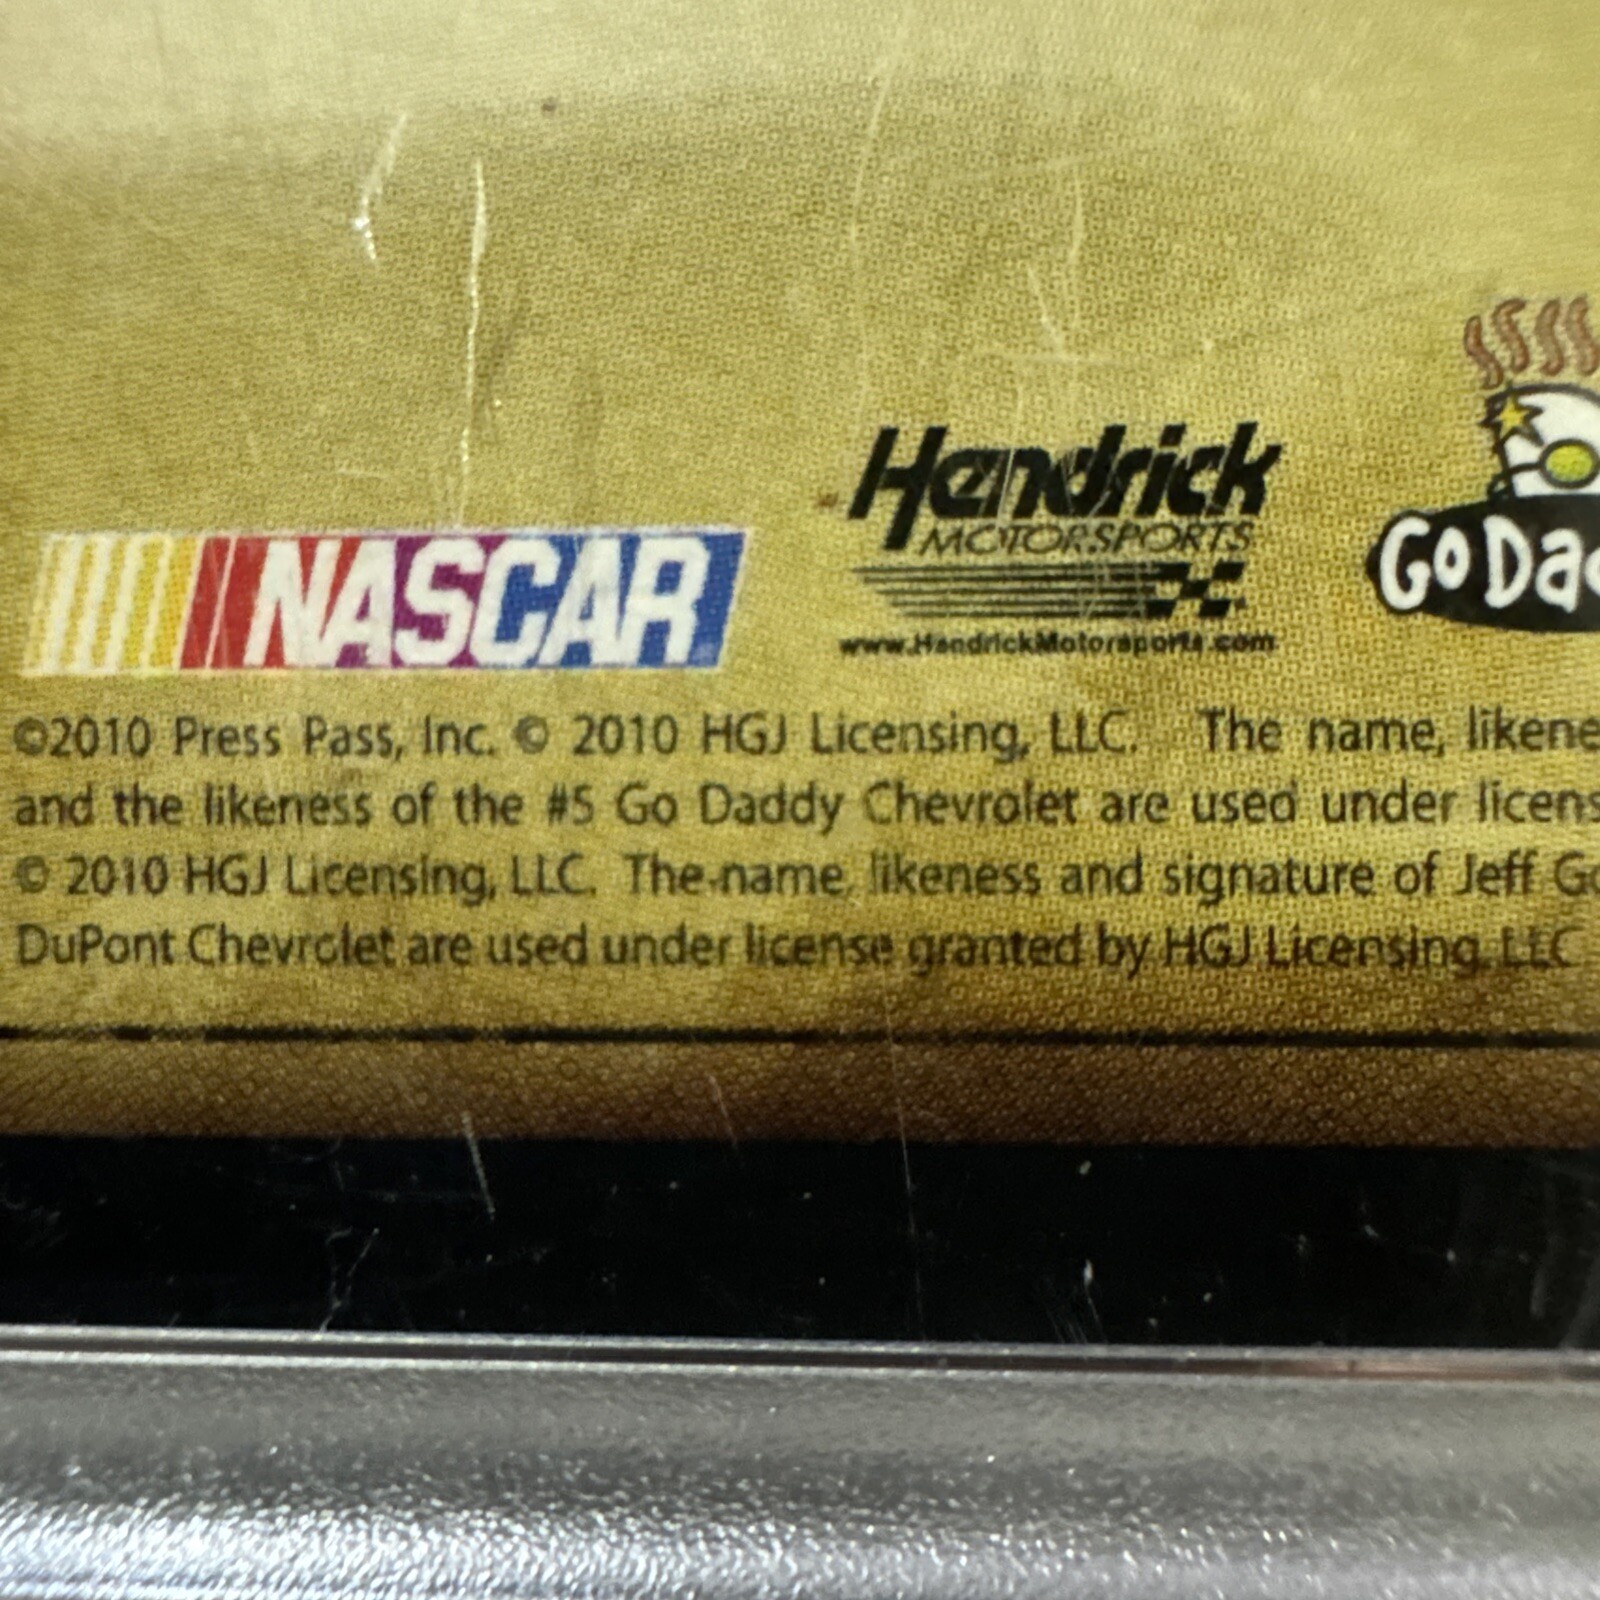 NASCAR
Hendrick
MOTORSPORTS
www.HendrickMotorsports.com
Go Da
©2010 Press Pass, Inc. © 2010 HGJ Licensing, LLC. The name, likene
and the likeness of the #5 Go Daddy Chevrolet are used under licens
© 2010 HGJ Licensing, LLC. The name, likeness and signature of Jeff Go
DuPont Chevrolet are used under license granted by HGJ Licensing, LLC